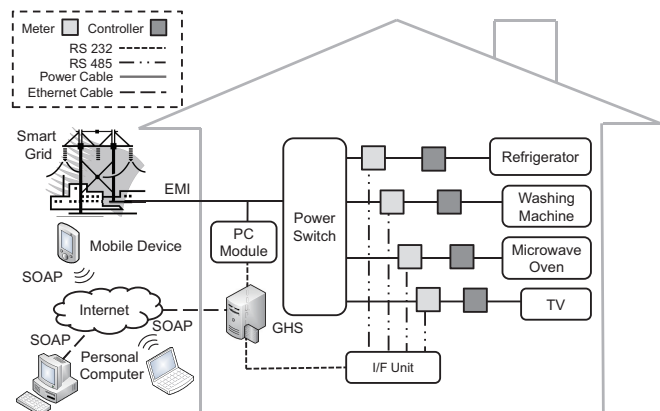 Meter Controller
RS 232
RS 485
Power Cable
Ethernet Cable
Smart
Grid
EMI
Power
Switch
Refrigerator
Washing
Machine
Microwave
Oven
TV
PC
Module
Mobile Device
SOAP
Internet
SOAP
SOAP
GHS
Personal
Computer
I/F Unit